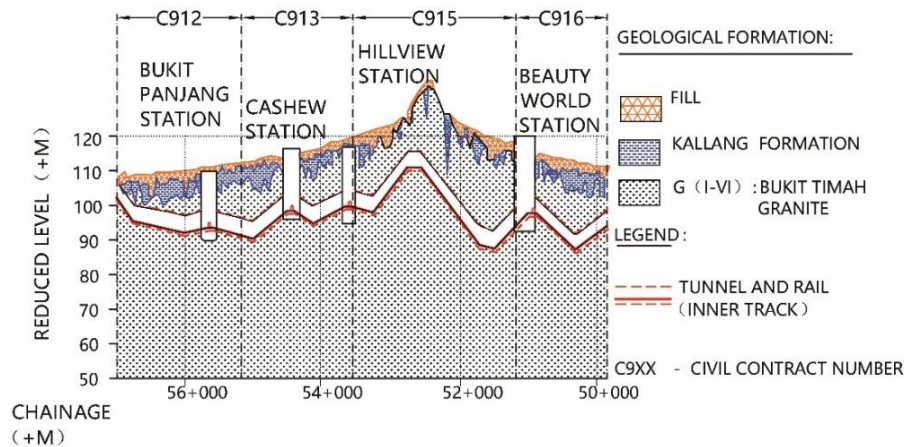 C912 C913 C915 C916
HILLVIEW
STATION
BUKIT
PANJANG
STATION
CASHEW
STATION
BEAUTY
WORLD
STATION
GEOLOGICAL FORMATION:
FILL
KALLANG FORMATION
G (I-VI) : BUKIT TIMAH
GRANITE
LEGEND :
TUNNEL AND RAIL
(INNER TRACK)
C9XX - CIVIL CONTRACT NUMBER
REDUCED LEVEL (+M)
120
110
100
90
80
70
60
50
56+000 54+000 52+000 50+000
CHAINAGE
(+M)